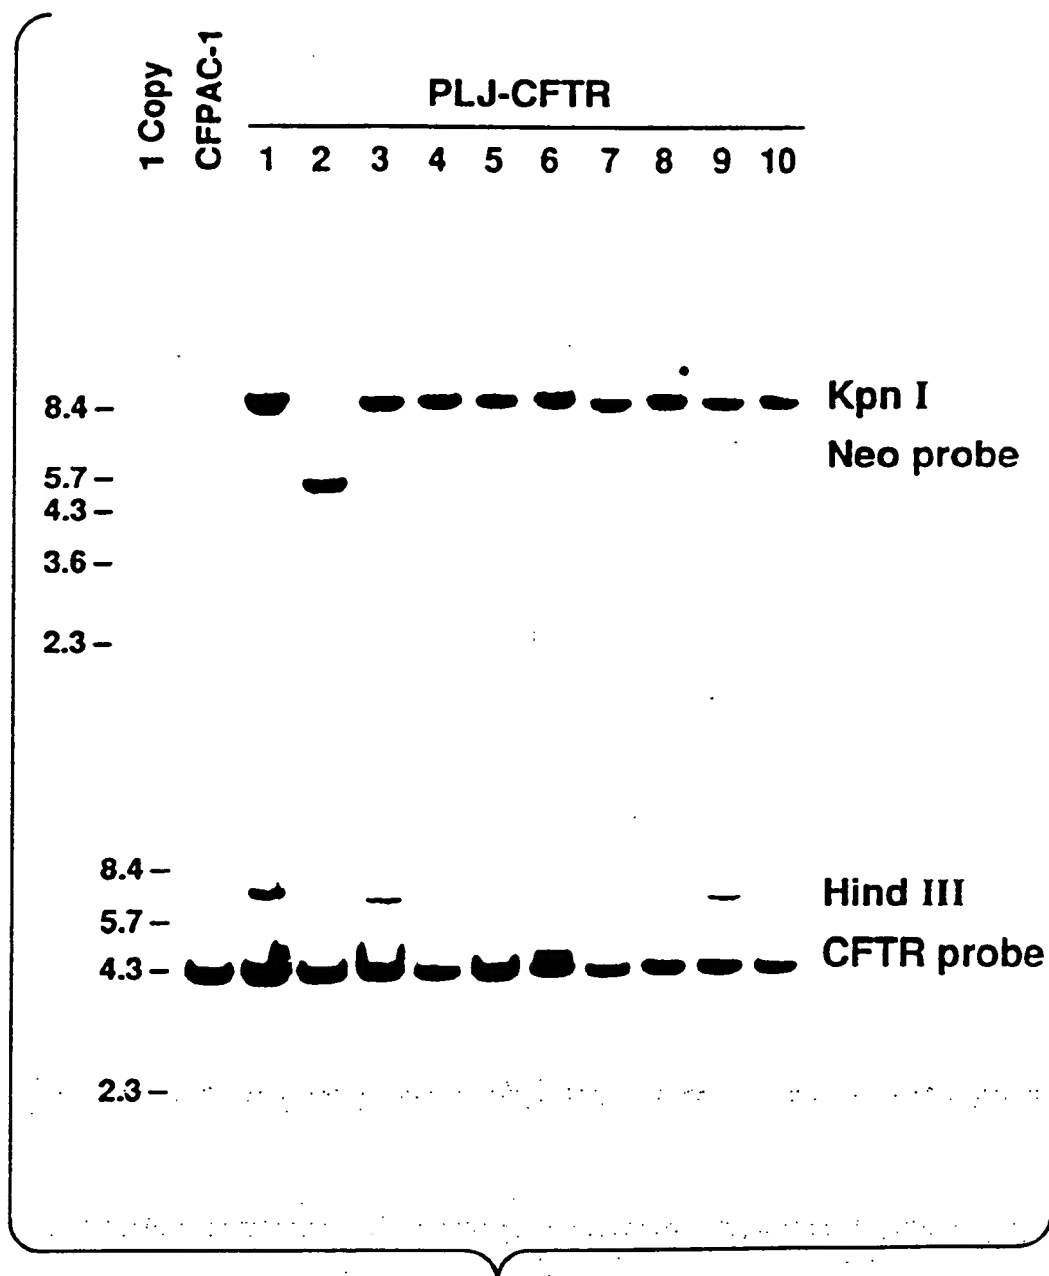 1 Copy
CFPAC-1
PLJ-CFTR
1 2 3 4 5 6 7 8 9 10
8.4 –
Kpn I
Neo probe
5.7 –
4.3 –
3.6 –
2.3 –
8.4 –
Hind III
5.7 –
CFTR probe
4.3 –
2.3 –